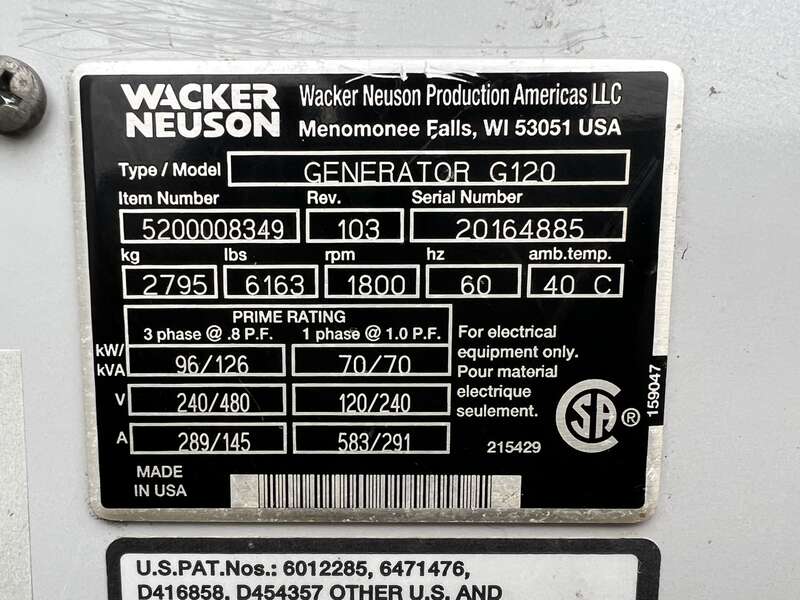 WACKER NEUSON Wacker Neuson Production Americas LLC
Menomonee Falls, WI 53051 USA
Type / Model GENERATOR G120
Item Number Rev. Serial Number
5200008349 103 20164885
kg lbs rpm hz amb.temp.
2795 6163 1800 60 40 C
PRIME RATING
3 phase @ .8 P.F. 1 phase @ 1.0 P.F.
kW/kVA 96/126 70/70
V 240/480 120/240
A 289/145 583/291
For electrical
equipment only.
Pour material
electrique
seulement.
SA ®
159047
215429
MADE
IN USA
U.S.PAT.Nos.: 6012285, 6471476,
D416858, D454357 OTHER U.S. AND